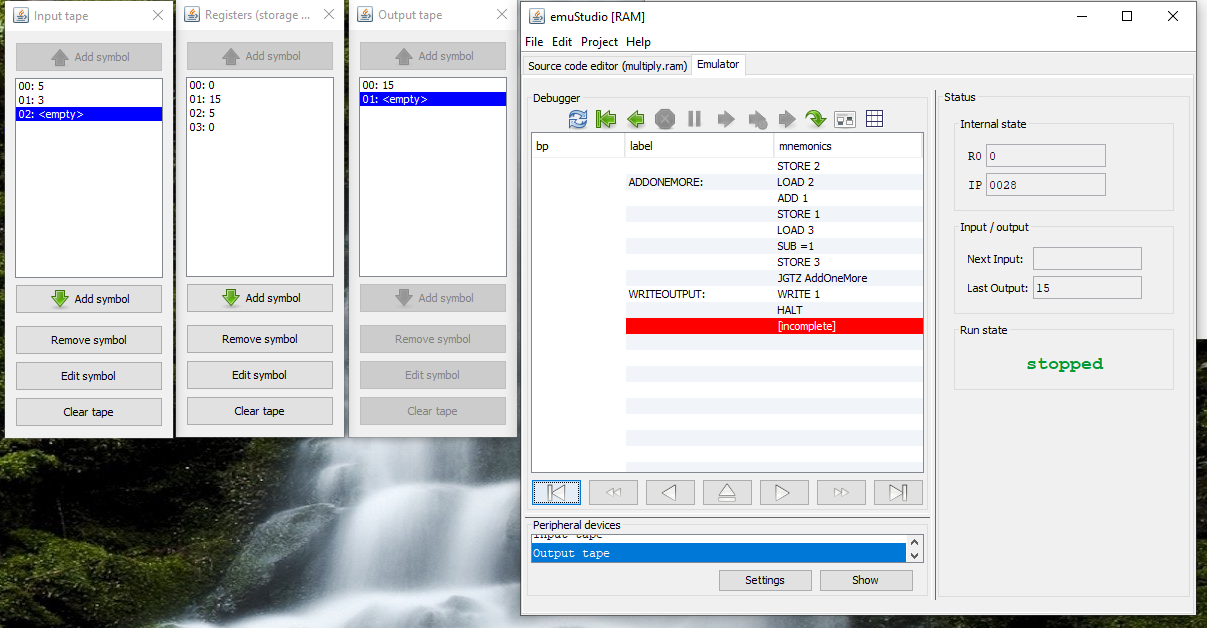 Input tape
Add symbol
00: 5
01: 3
02: <empty>
Add symbol
Remove symbol
Edit symbol
Clear tape
Registers (storage ...
Add symbol
00: 0
01: 15
02: 5
03: 0
Add symbol
Remove symbol
Edit symbol
Clear tape
Output tape
Add symbol
00: 15
01: <empty>
Add symbol
Remove symbol
Edit symbol
Clear tape
emuStudio [RAM]
File Edit Project Help
Source code editor (multiply.ram) Emulator
Debugger
bp label mnemonics
STORE 2
ADDONEMORE: LOAD 2
ADD 1
STORE 1
LOAD 3
SUB =1
STORE 3
JGTZ AddOneMore
WRITEOUTPUT: WRITE 1
HALT
[incomplete]
Peripheral devices
Input tape
Output tape
Settings Show
Status
Internal state
R0 0
IP 0028
Input / output
Next Input:
Last Output: 15
Run state
stopped